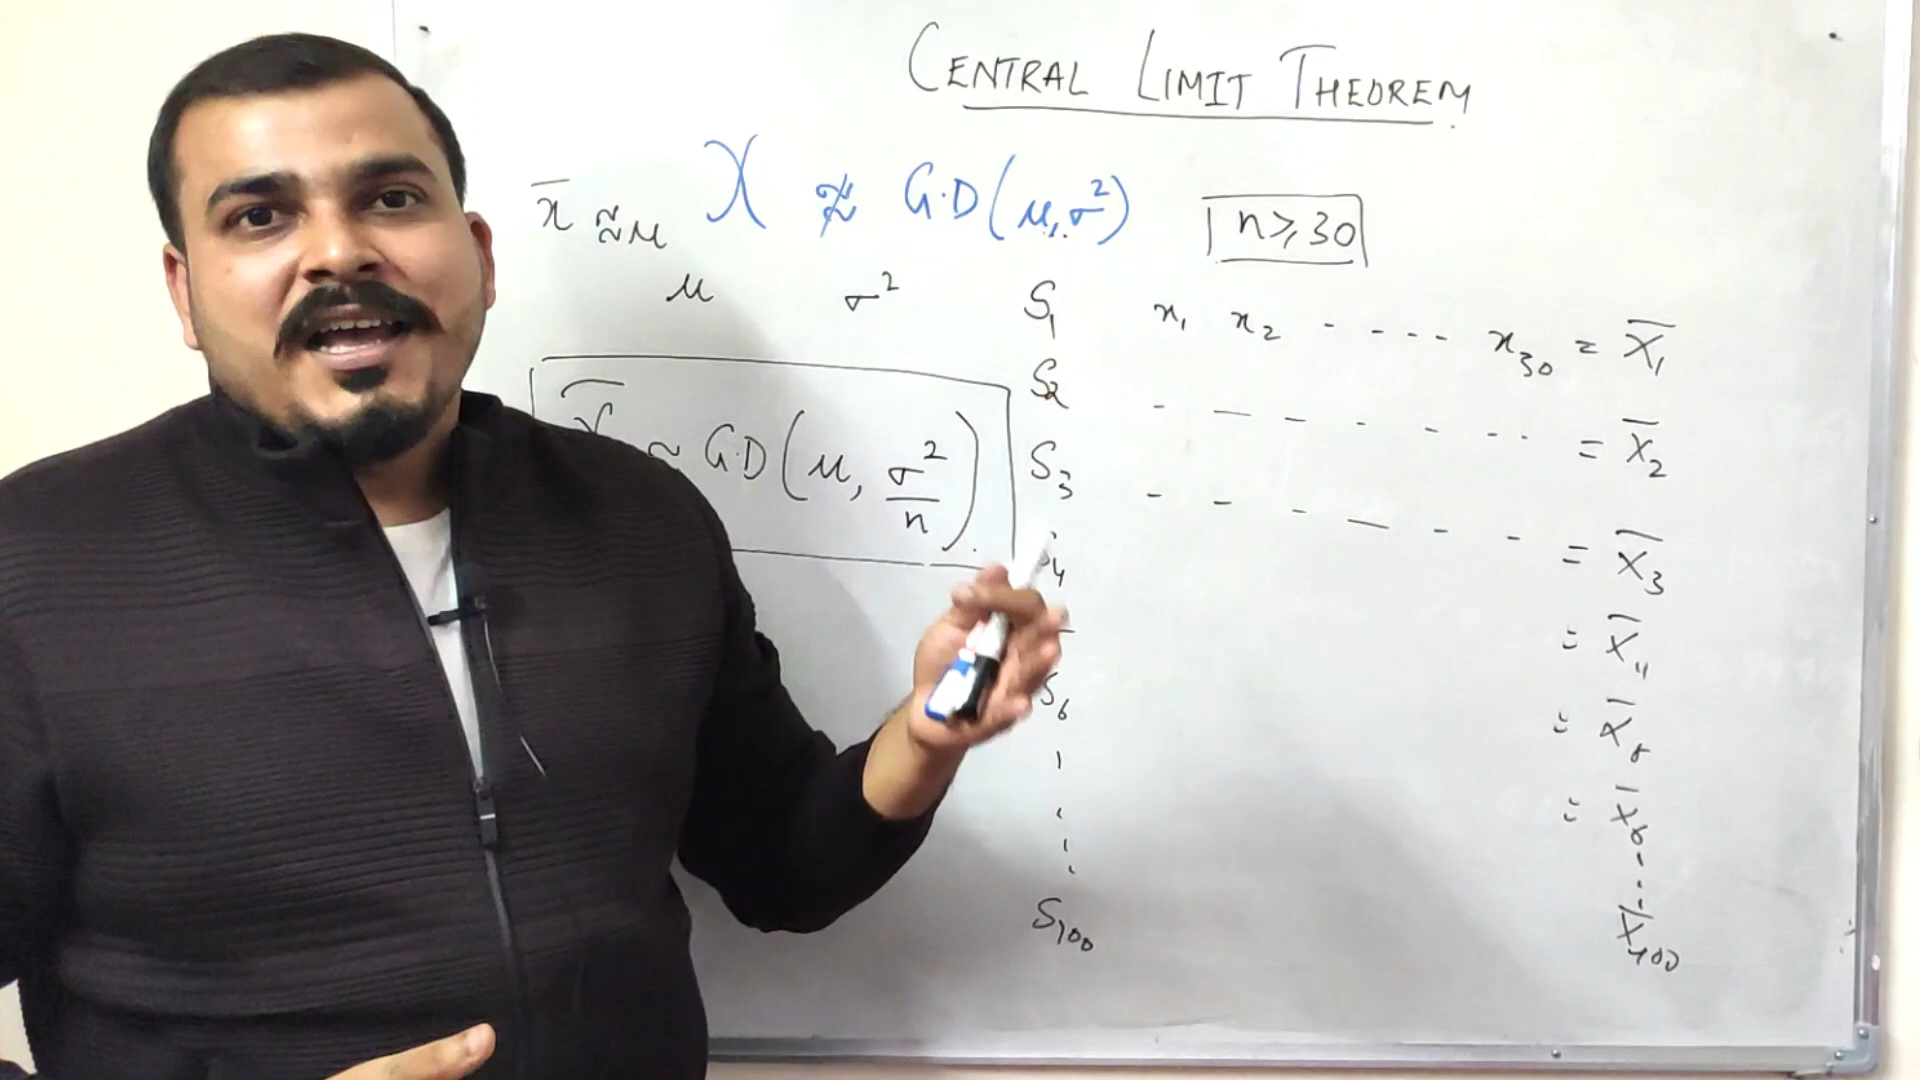 CENTRAL LIMIT THEOREM
x̄ ≈ μ X ≉ G.D(μ, σ²) n ≥ 30
μ σ² S₁ x₁ x₂ - - - - - x₃₀ = X̄₁
S₂ - - - - - - - - = X̄₂
≈ G.D(μ, σ²/n) S₃ - - - - - - = X̄₃
S₄ = X̄₄
= X̄₅
S₆ = X̄₆
S₁₀₀ X̄₁₀₀